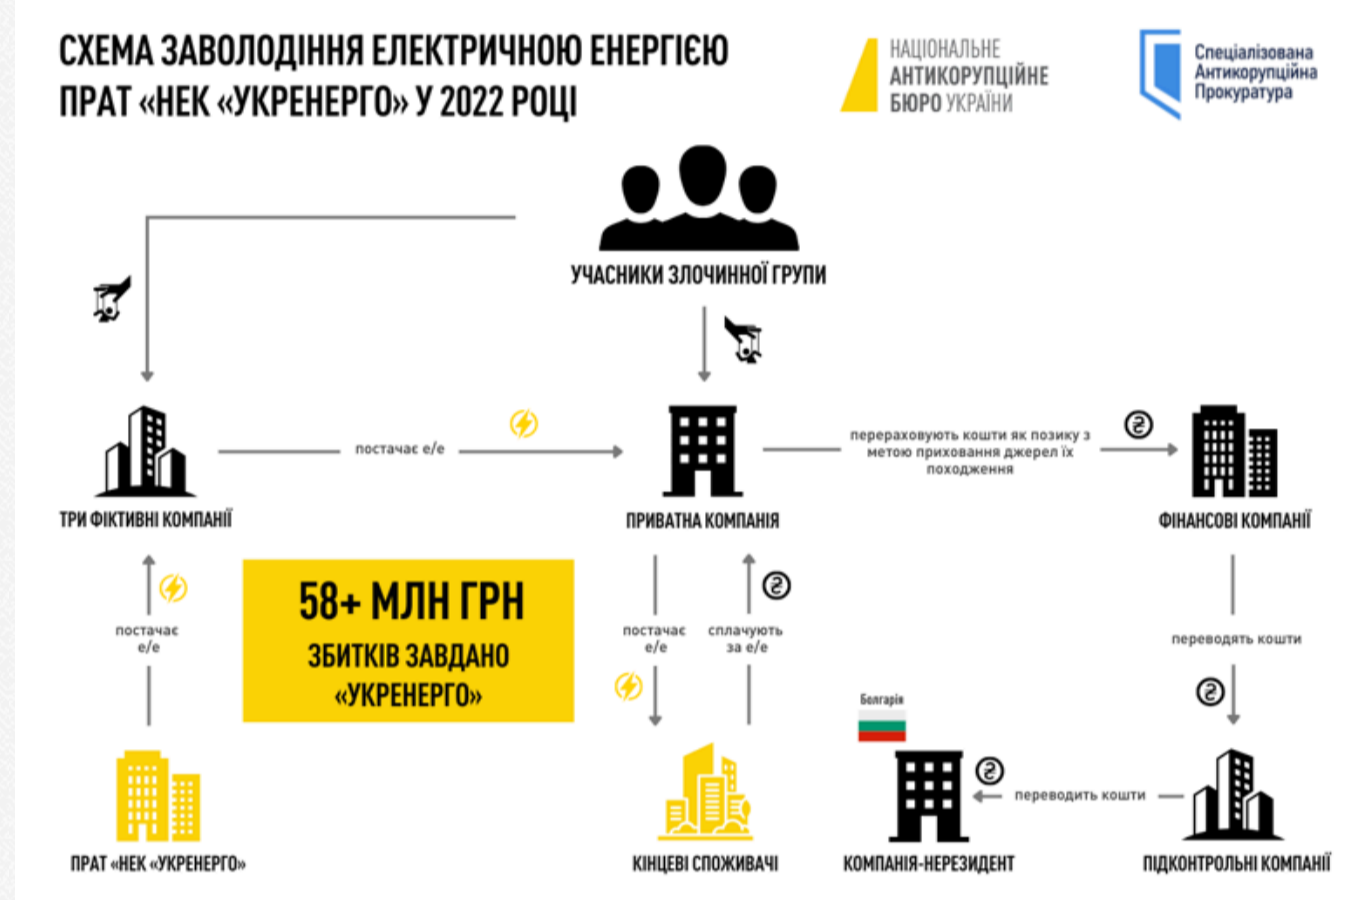 СХЕМА ЗАВОЛОДІННЯ ЕЛЕКТРИЧНОЮ ЕНЕРГІЄЮ
ПРАТ «НЕК «УКРЕНЕРГО» У 2022 РОЦІ
НАЦІОНАЛЬНЕ
АНТИКОРУПЦІЙНЕ
БЮРО УКРАЇНИ
Спеціалізована
Антикорупційна
Прокуратура
УЧАСНИКИ ЗЛОЧИННОЇ ГРУПИ
постачає е/е
перераховують кошти як позику з
метою приховання джерел їх
походження
₴
ТРИ ФІКТИВНІ КОМПАНІЇ
ПРИВАТНА КОМПАНІЯ
ФІНАНСОВІ КОМПАНІЇ
постачає
е/е
58+ МЛН ГРН
ЗБИТКІВ ЗАВДАНО
«УКРЕНЕРГО»
постачає
е/е
₴
сплачують
за е/е
переводять кошти
₴
Болгарія
₴
переводить кошти
ПРАТ «НЕК «УКРЕНЕРГО»
КІНЦЕВІ СПОЖИВАЧІ
КОМПАНІЯ-НЕРЕЗИДЕНТ
ПІДКОНТРОЛЬНІ КОМПАНІЇ